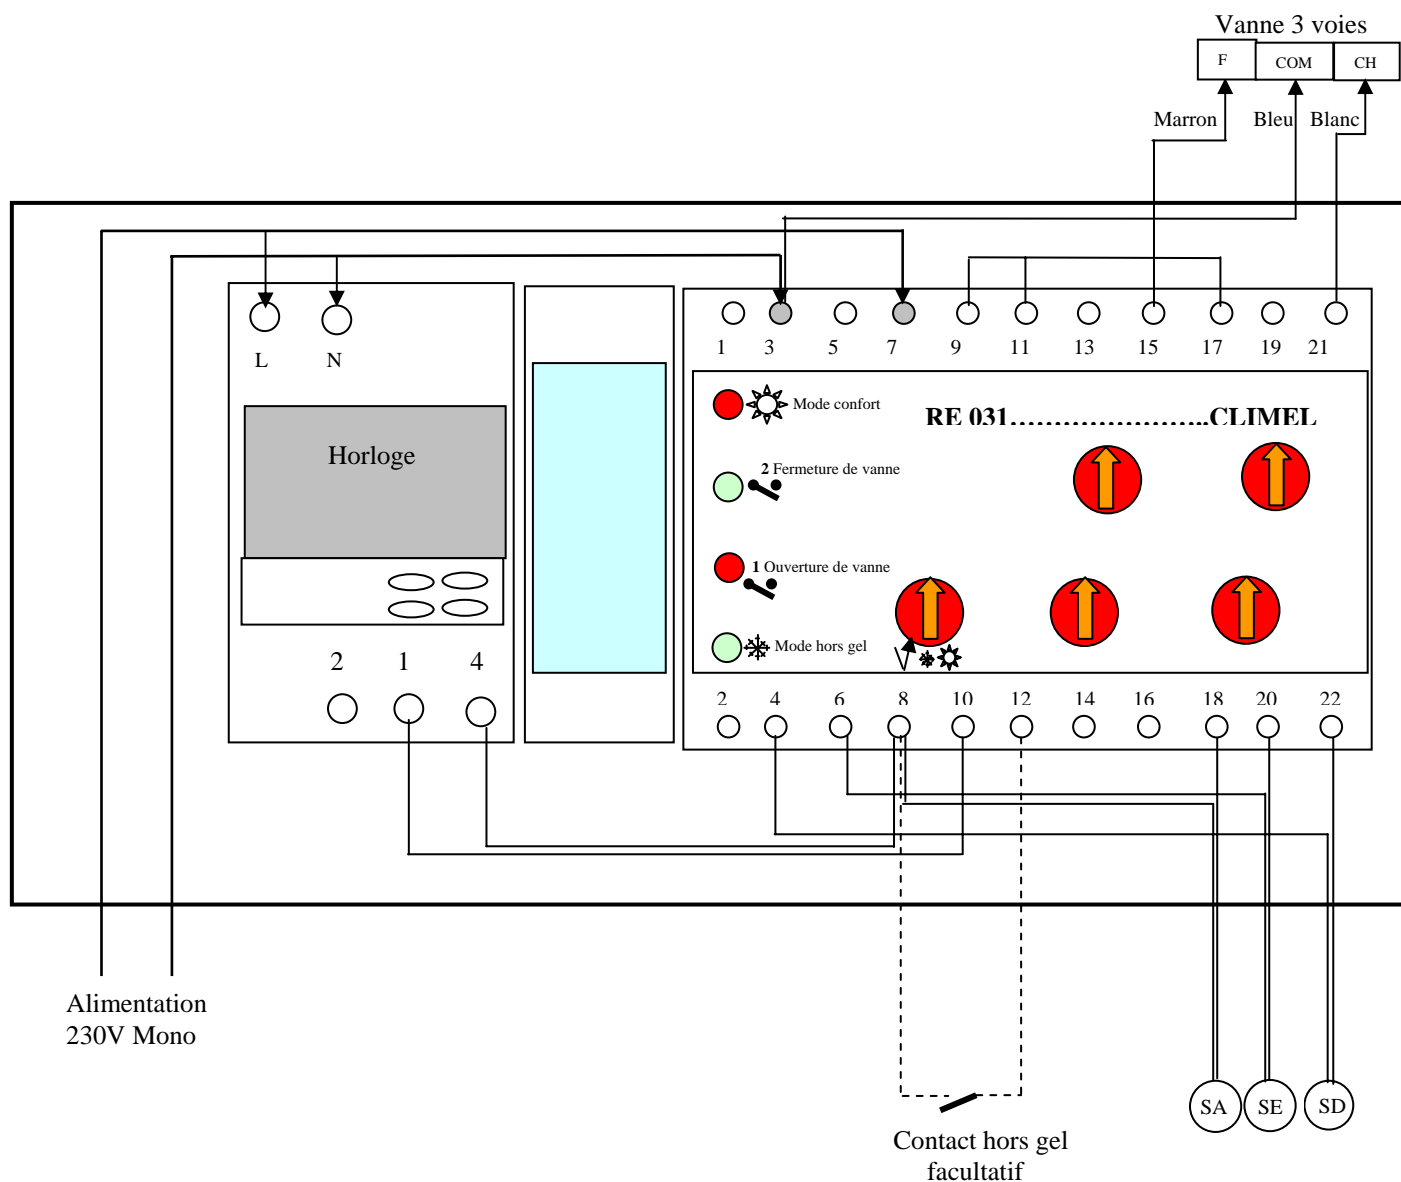 Vanne 3 voies
F COM CH
Marron Bleu Blanc
1 3 5 7 9 11 13 15 17 19 21
L N
Mode confort
RE 031……………………..CLIMEL
Horloge
2 Fermeture de vanne
1 Ouverture de vanne
Mode hors gel
2 1 4
2 4 6 8 10 12 14 16 18 20 22
Alimentation
230V Mono
SA SE SD
Contact hors gel
facultatif